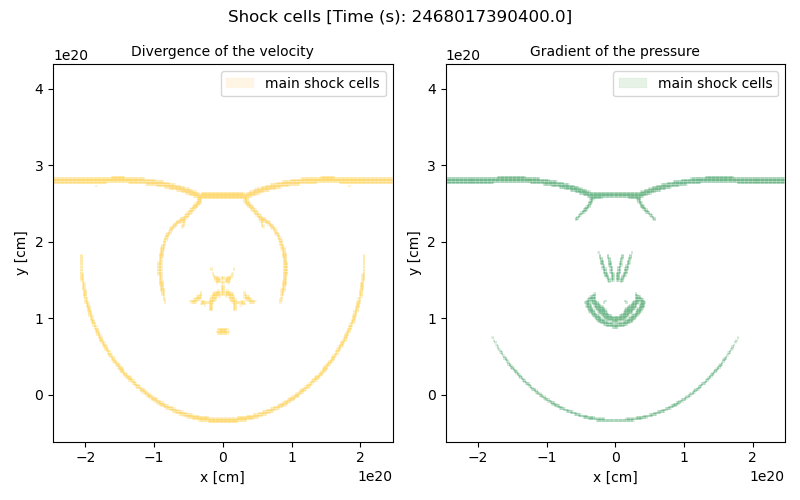 Shock cells [Time (s): 2468017390400.0]
Divergence of the velocity
1e20
main shock cells
4
3
2
1
0
y [cm]
−2
−1
0
1
2
x [cm]
1e20
Gradient of the pressure
1e20
main shock cells
4
3
2
1
0
y [cm]
−2
−1
0
1
2
x [cm]
1e20